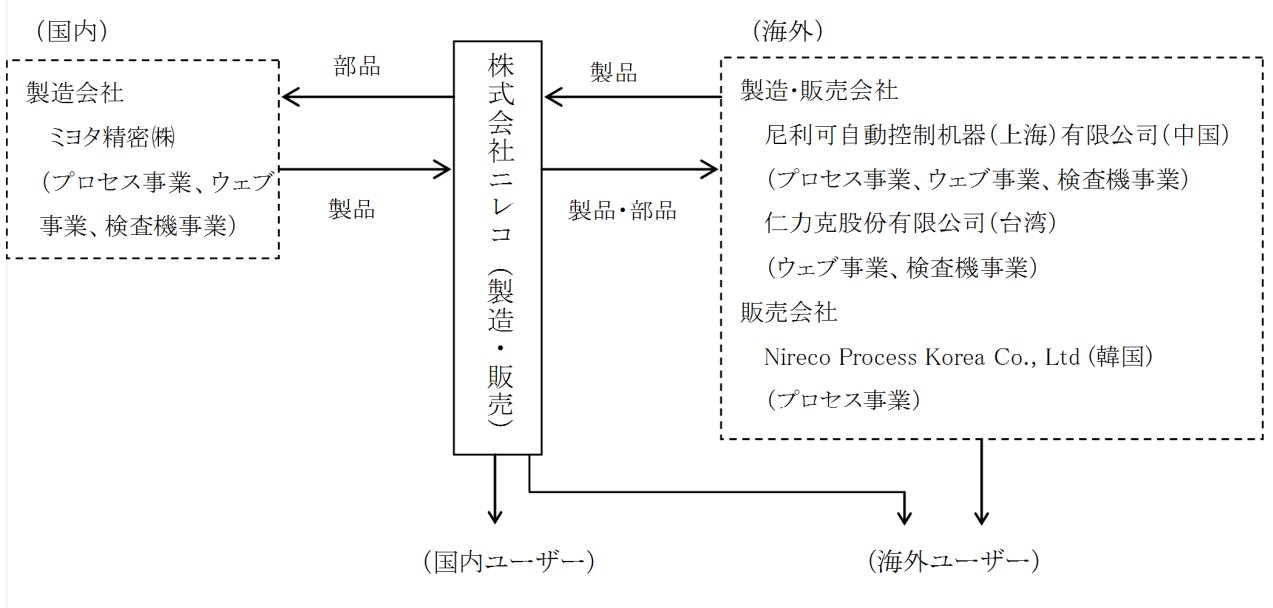 (国内)
製造会社
ミヨタ精密㈱
(プロセス事業、ウェブ
事業、検査機事業)
部品
製品
株式会社ニレコ (製造・販売)
製品
製品・部品
(海外)
製造・販売会社
尼利可自動控制机器(上海)有限公司(中国)
(プロセス事業、ウェブ事業、検査機事業)
仁力克股份有限公司(台湾)
(ウェブ事業、検査機事業)
販売会社
Nireco Process Korea Co., Ltd (韓国)
(プロセス事業)
(国内ユーザー)
(海外ユーザー)